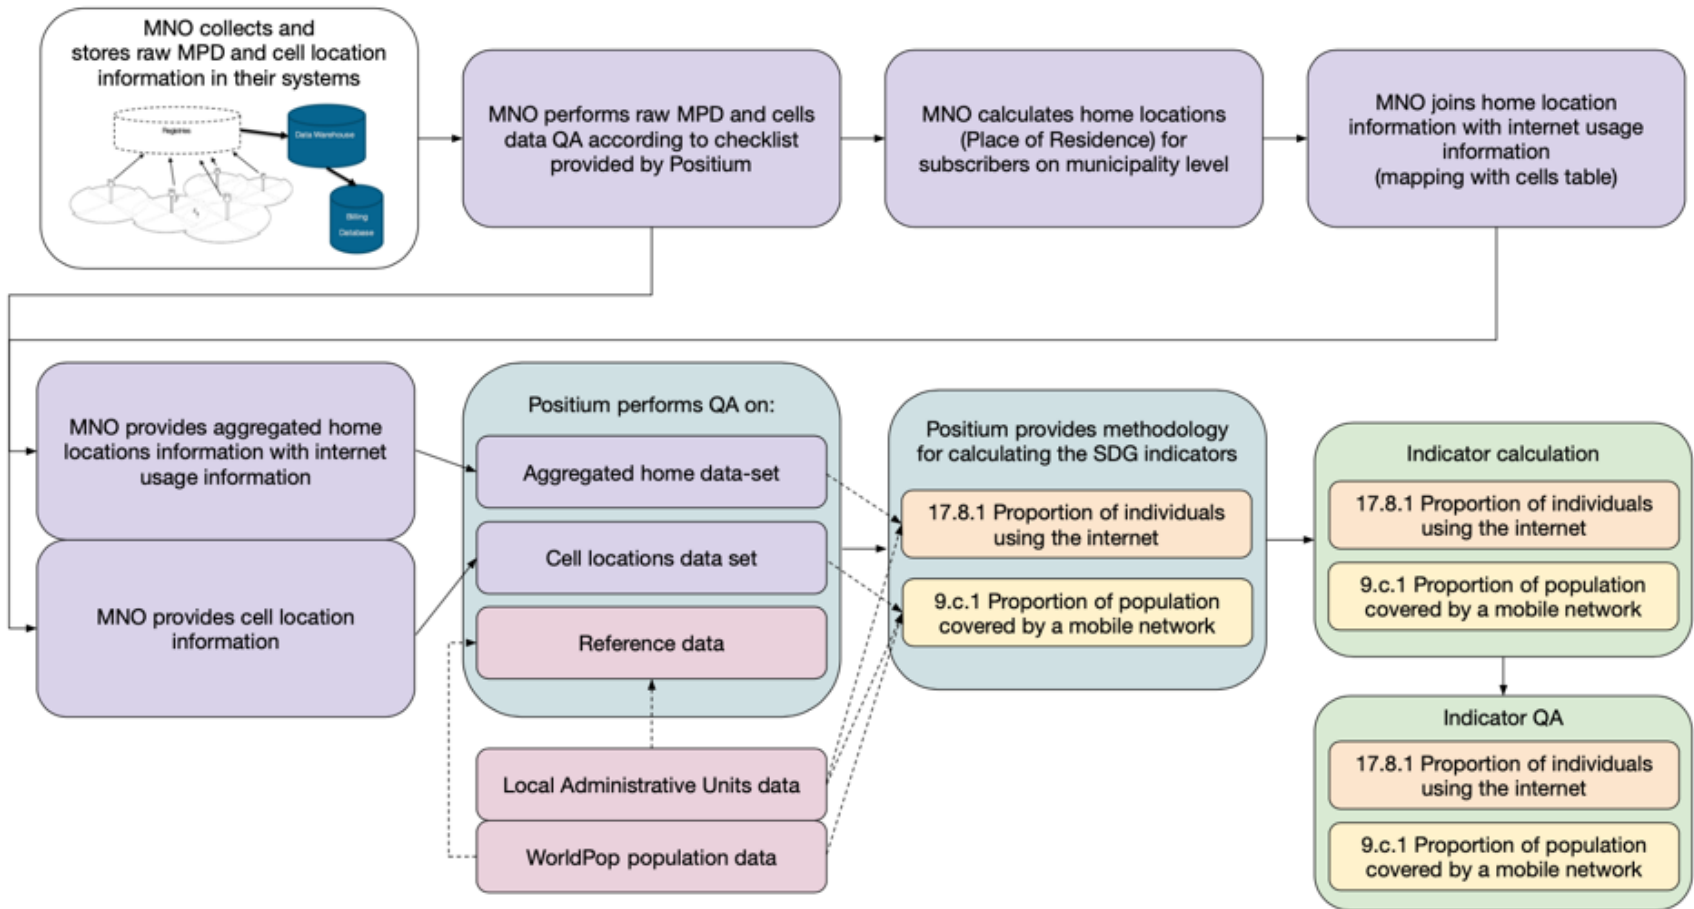 MNO collects and
stores raw MPD and cell location
information in their systems
Registries
Data Warehouse
Billing
Database
MNO performs raw MPD and cells
data QA according to checklist
provided by Positium
MNO calculates home locations
(Place of Residence) for
subscribers on municipality level
MNO joins home location
information with internet usage
information
(mapping with cells table)
MNO provides aggregated home
locations information with internet
usage information
MNO provides cell location
information
Positium performs QA on:
Aggregated home data-set
Cell locations data set
Reference data
Local Administrative Units data
WorldPop population data
Positium provides methodology
for calculating the SDG indicators
17.8.1 Proportion of individuals
using the internet
9.c.1 Proportion of population
covered by a mobile network
Indicator calculation
17.8.1 Proportion of individuals
using the internet
9.c.1 Proportion of population
covered by a mobile network
Indicator QA
17.8.1 Proportion of individuals
using the internet
9.c.1 Proportion of population
covered by a mobile network